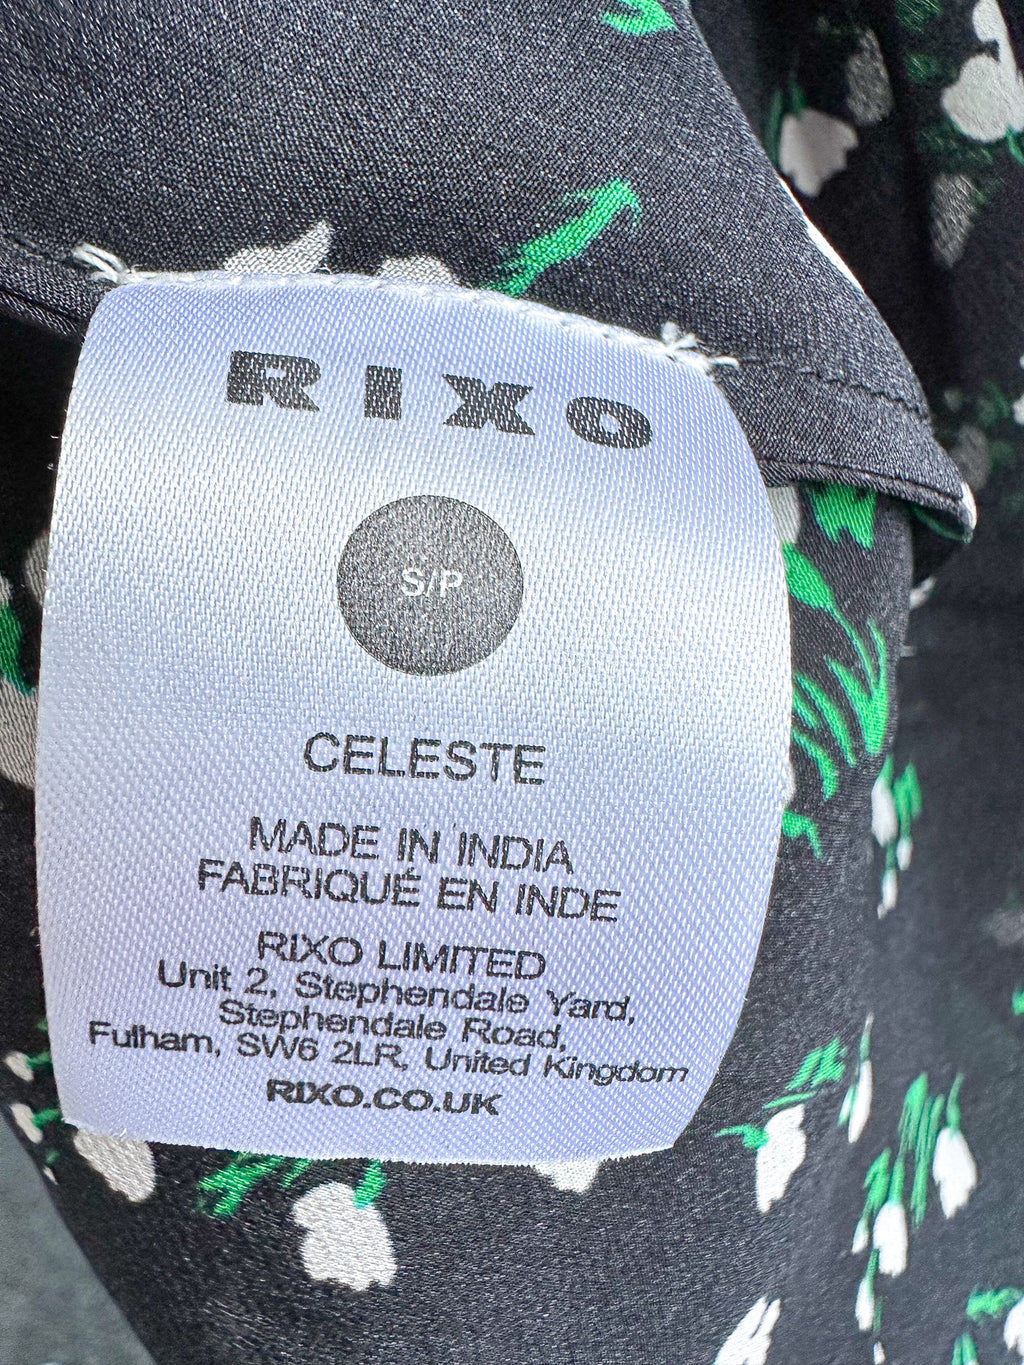 RIXO
S/P
CELESTE
MADE IN INDIA
FABRIQUÉ EN INDE
RIXO LIMITED
Unit 2, Stephendale Yard,
Stephendale Road,
Fulham, SW6 2LR, United Kingdom
RIXO.CO.UK